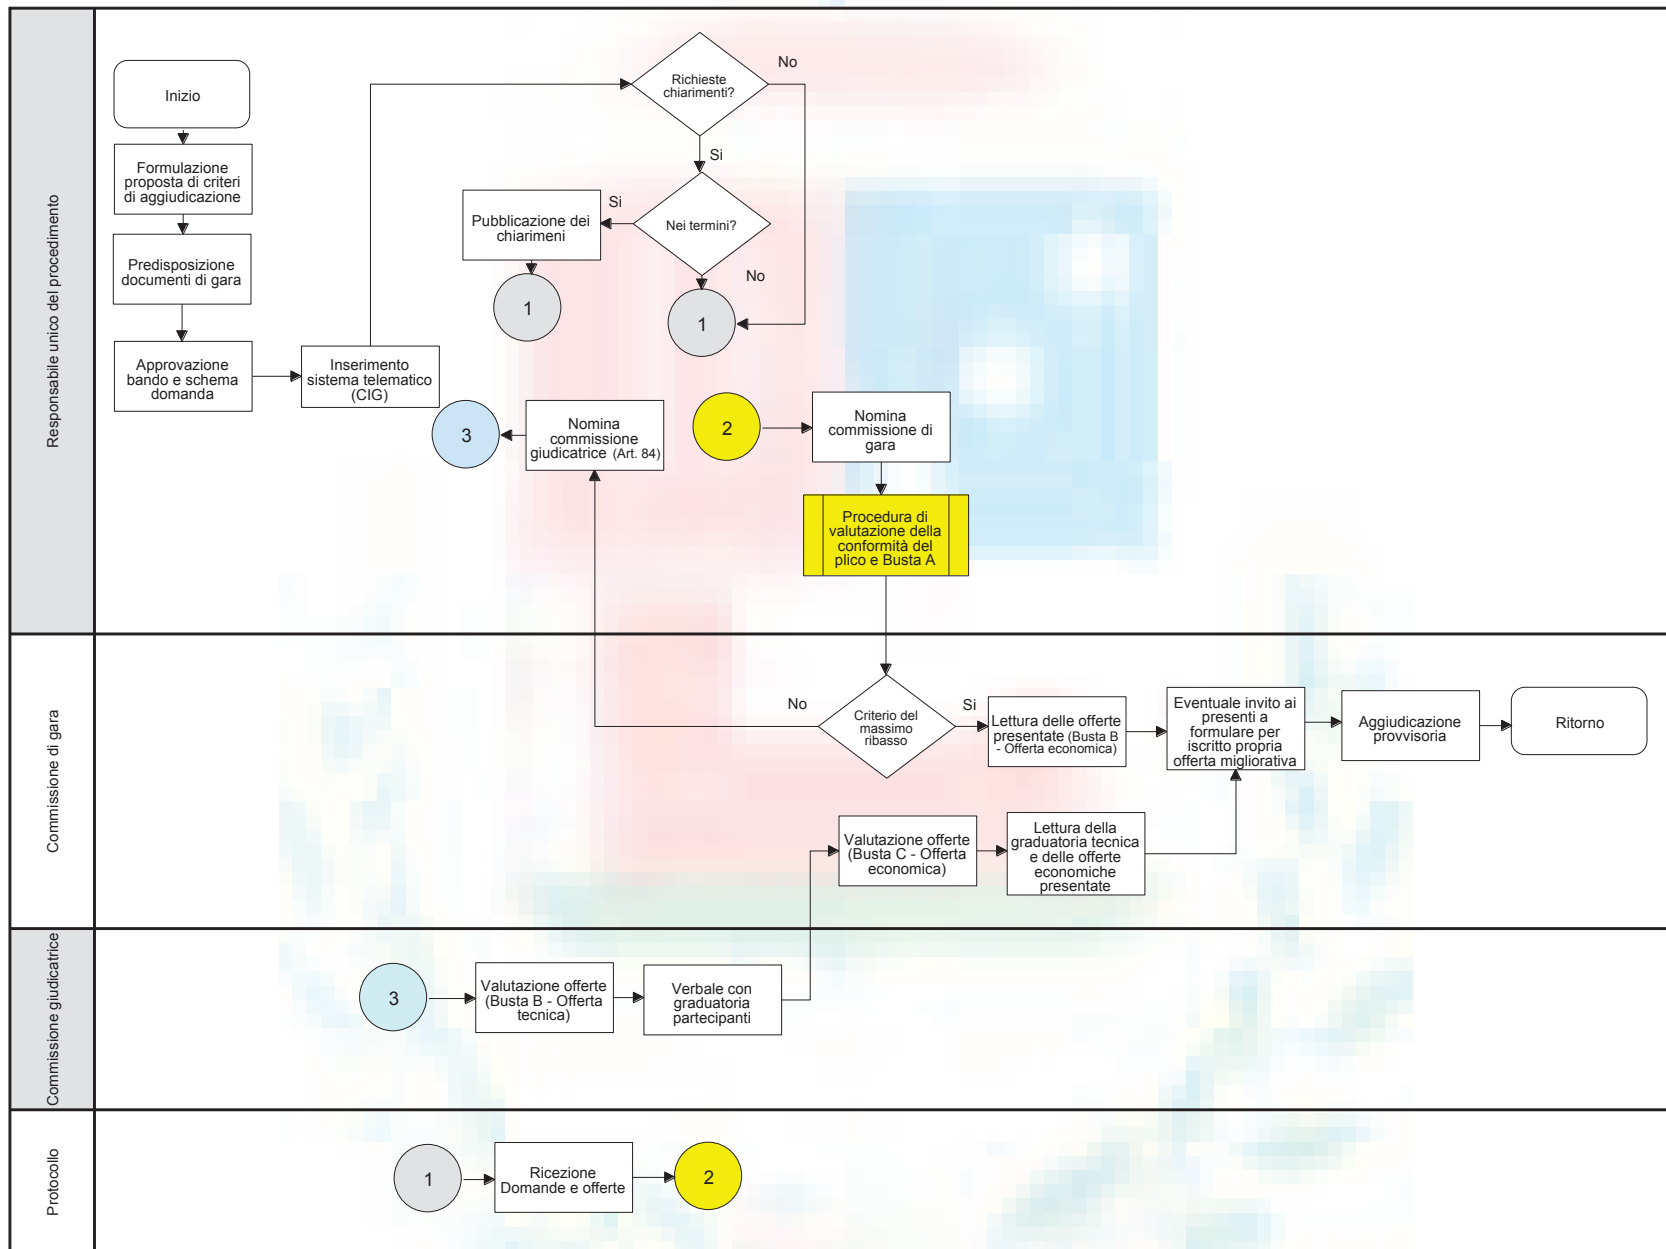 Responsabile unico del procedimento
Inizio
Formulazione
proposta di criteri
di aggiudicazione
Predisposizione
documenti di gara
Approvazione
bando e schema
domanda
Inserimento
sistema telematico
(CIG)
Richieste
chiarimenti?
No
Si
Nei termini?
Si
No
Pubblicazione dei
chiarimeni
1
1
3
Nomina
commissione
giudicatrice (Art. 84)
2
Nomina
commissione di
gara
Procedura di
valutazione della
conformità del
plico e Busta A
Commissione di gara
No
Criterio del
massimo
ribasso
Si
Lettura delle offerte
presentate (Busta B
- Offerta economica)
Eventuale invito ai
presenti a
formulare per
iscritto propria
offerta migliorativa
Aggiudicazione
provvisoria
Ritorno
Valutazione offerte
(Busta C - Offerta
economica)
Lettura della
graduatoria tecnica
e delle offerte
economiche
presentate
Commissione giudicatrice
3
Valutazione offerte
(Busta B - Offerta
tecnica)
Verbale con
graduatoria
partecipanti
Protocollo
1
Ricezione
Domande e offerte
2